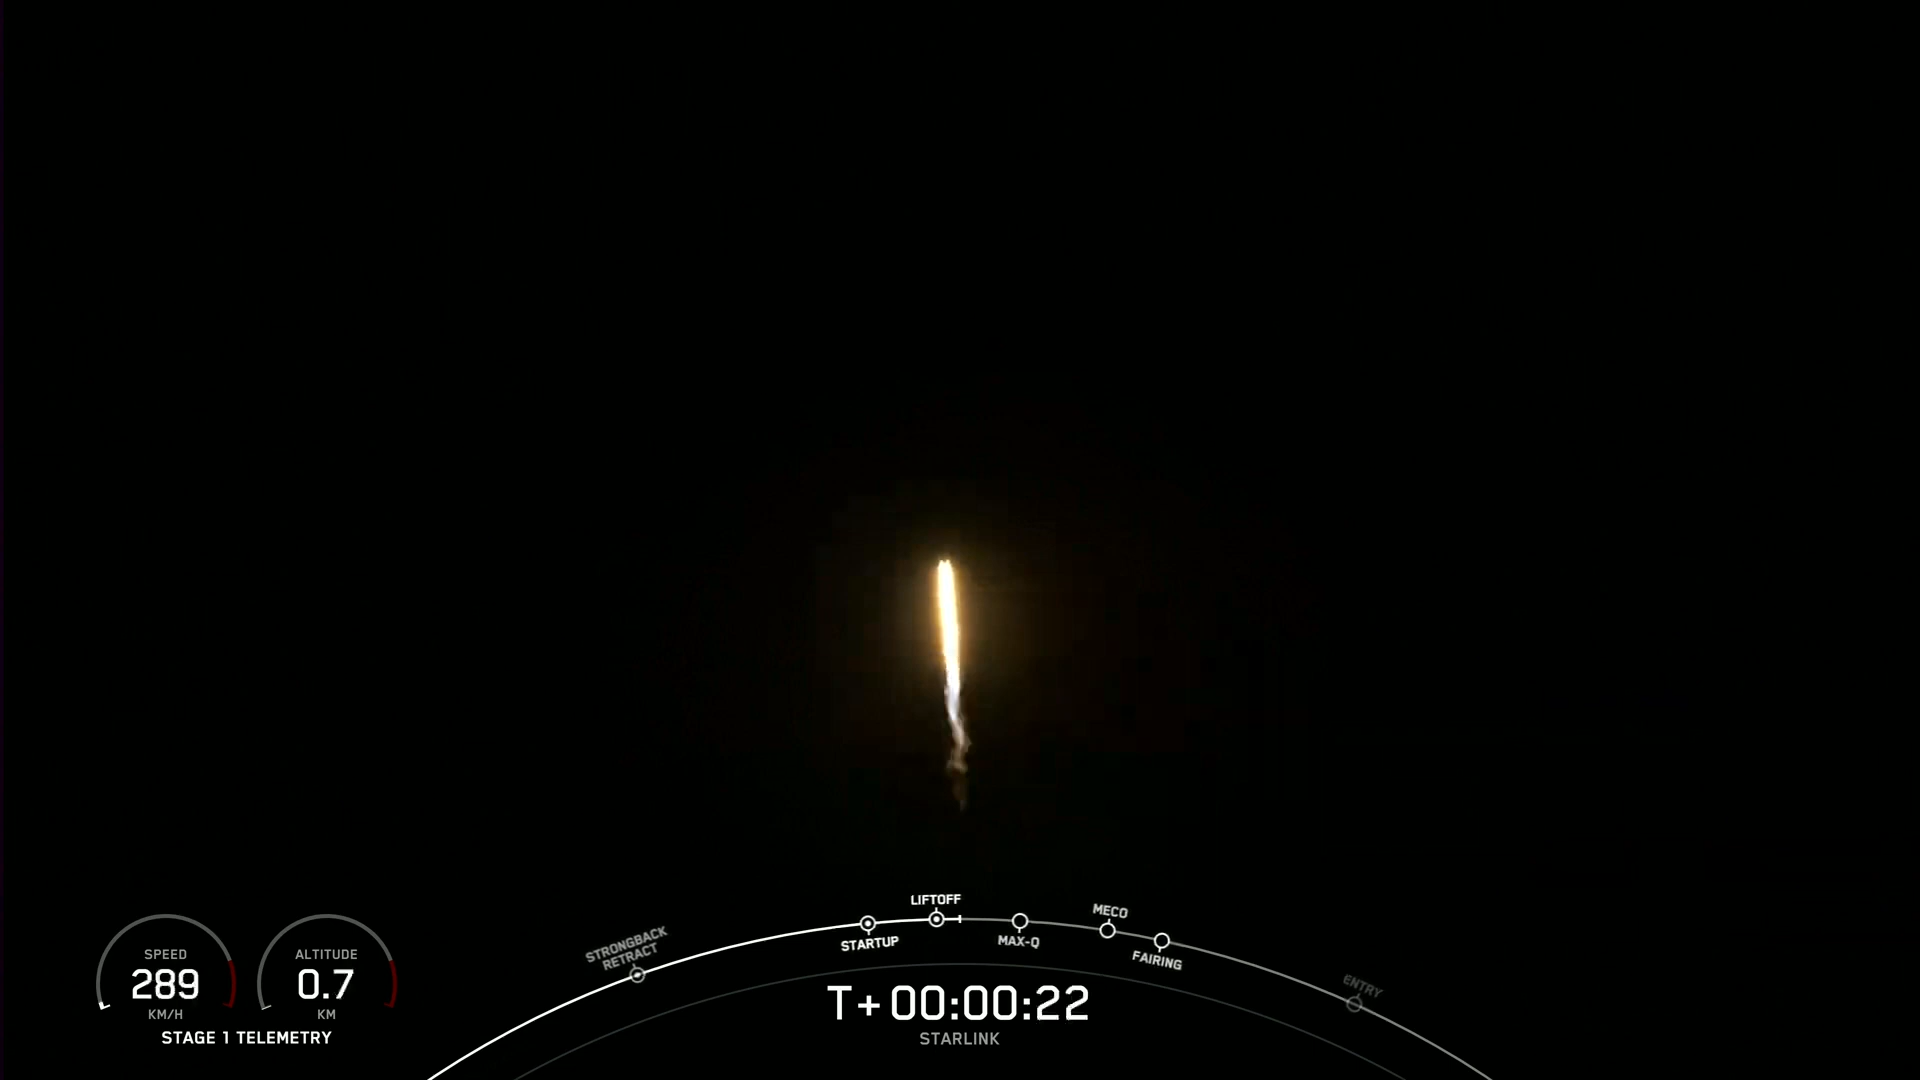 SPEED
289
KM/H
ALTITUDE
0.7
KM
STAGE 1 TELEMETRY
STRONGBACK
RETRACT
STARTUP
LIFTOFF
MAX-Q
MECO
FAIRING
ENTRY
T+00:00:22
STARLINK